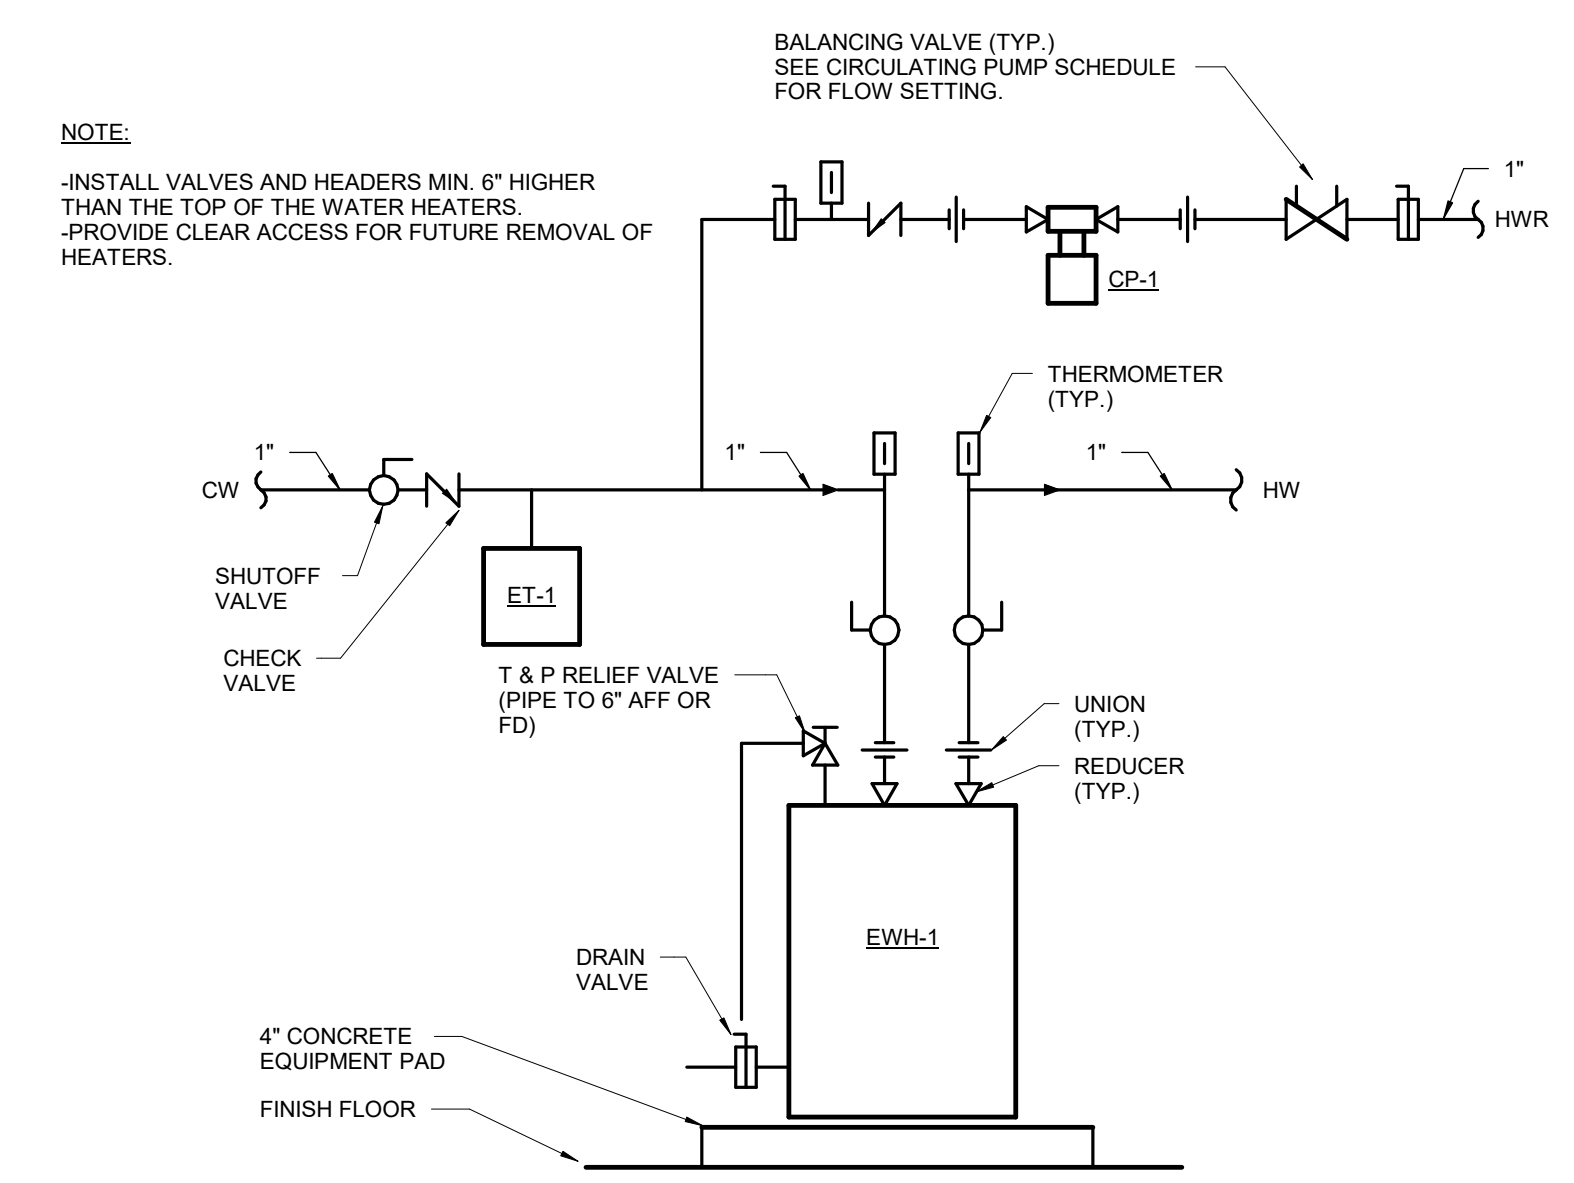 BALANCING VALVE (TYP.)
SEE CIRCULATING PUMP SCHEDULE
FOR FLOW SETTING.
NOTE:
-INSTALL VALVES AND HEADERS MIN. 6" HIGHER
THAN THE TOP OF THE WATER HEATERS.
-PROVIDE CLEAR ACCESS FOR FUTURE REMOVAL OF
HEATERS.
1"
HWR
CP-1
THERMOMETER
(TYP.)
1"
1"
1"
CW
HW
SHUTOFF
VALVE
ET-1
CHECK
VALVE
T & P RELIEF VALVE
(PIPE TO 6" AFF OR
FD)
UNION
(TYP.)
REDUCER
(TYP.)
EWH-1
DRAIN
VALVE
4" CONCRETE
EQUIPMENT PAD
FINISH FLOOR